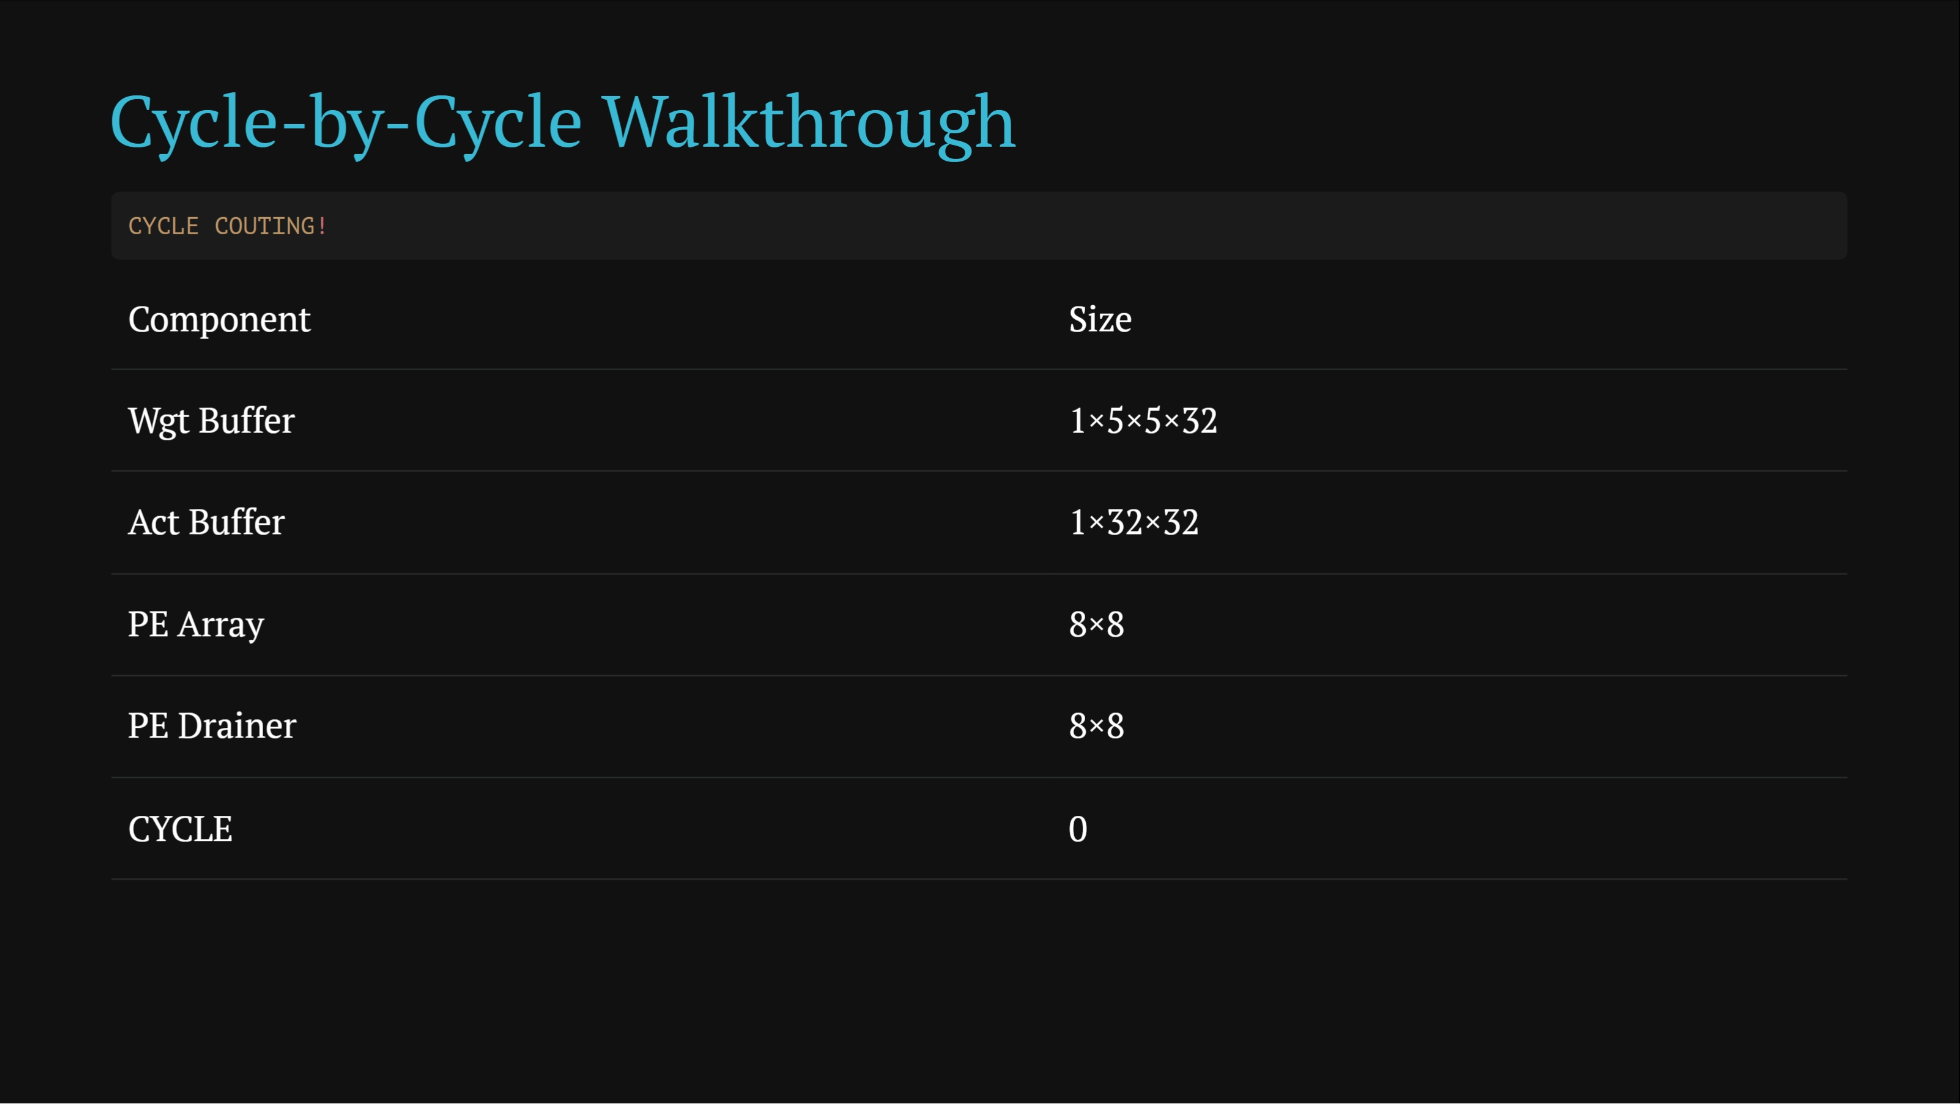 Cycle-by-Cycle Walkthrough
CYCLE COUTING!
Component Size
Wgt Buffer 1×5×5×32
Act Buffer 1×32×32
PE Array 8×8
PE Drainer 8×8
CYCLE 0